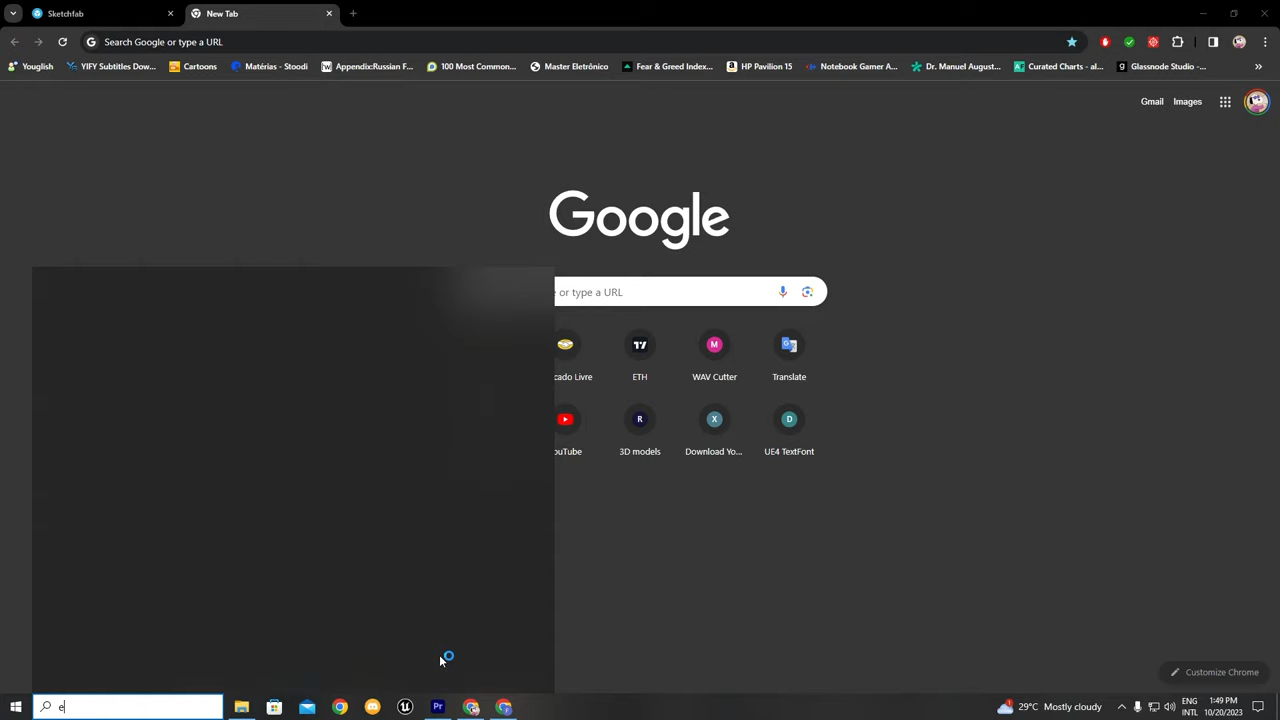 Sketchfab
New Tab
Search Google or type a URL
Youglish
YIFY Subtitles Dow...
Cartoons
Matérias - Stoodi
Appendix:Russian F...
100 Most Common...
Master Eletrônico
Fear & Greed Index...
HP Pavilion 15
Notebook Gamer A...
Dr. Manuel August...
Curated Charts - al...
Glassnode Studio -...
Gmail
Images
Google
e or type a URL
cado Livre
ETH
WAV Cutter
Translate
ouTube
3D models
Download Yo...
UE4 TextFont
Customize Chrome
e
Pr
29°C Mostly cloudy
ENG
INTL
1:49 PM
10/20/2023